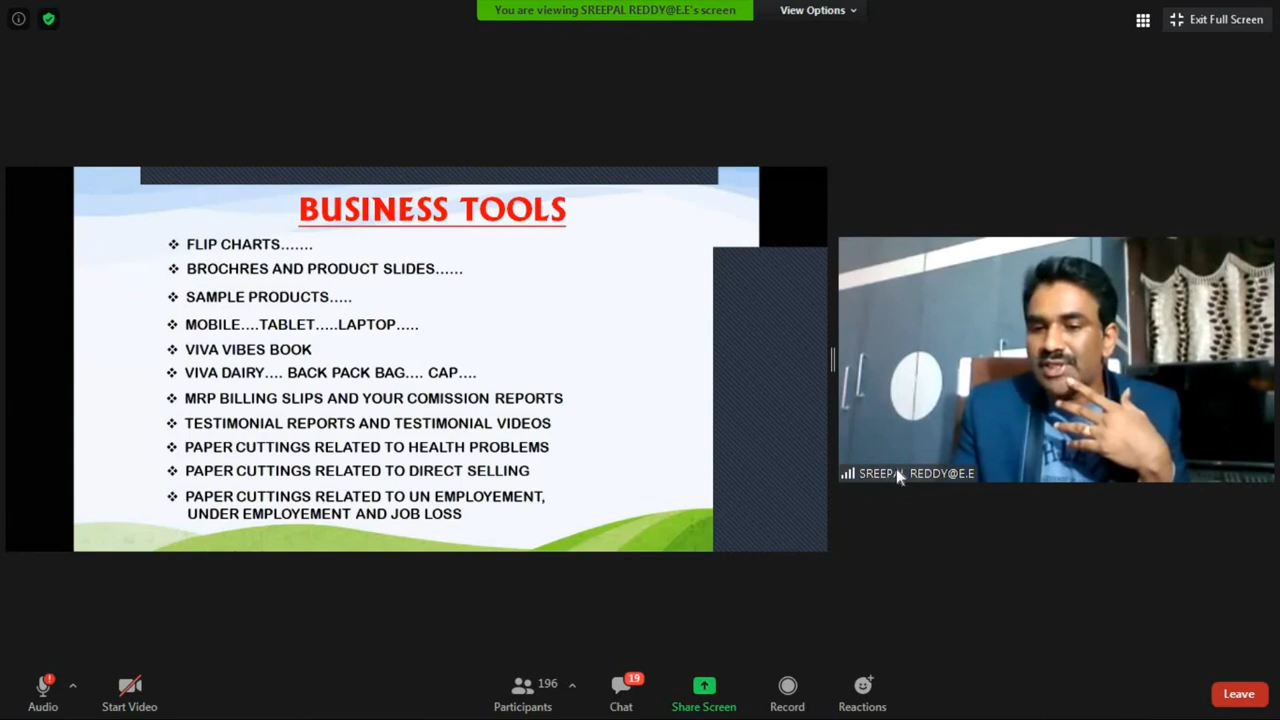 You are viewing SREEPAL REDDY@E.E's screen
View Options
Exit Full Screen
BUSINESS TOOLS
FLIP CHARTS.......
BROCHRES AND PRODUCT SLIDES......
SAMPLE PRODUCTS.....
MOBILE....TABLET.....LAPTOP.....
VIVA VIBES BOOK
VIVA DAIRY.... BACK PACK BAG.... CAP....
MRP BILLING SLIPS AND YOUR COMISSION REPORTS
TESTIMONIAL REPORTS AND TESTIMONIAL VIDEOS
PAPER CUTTINGS RELATED TO HEALTH PROBLEMS
PAPER CUTTINGS RELATED TO DIRECT SELLING
PAPER CUTTINGS RELATED TO UN EMPLOYEMENT,
UNDER EMPLOYEMENT AND JOB LOSS
SREEPAL REDDY@E.E
Audio
Start Video
196
Participants
19
Chat
Share Screen
Record
Reactions
Leave